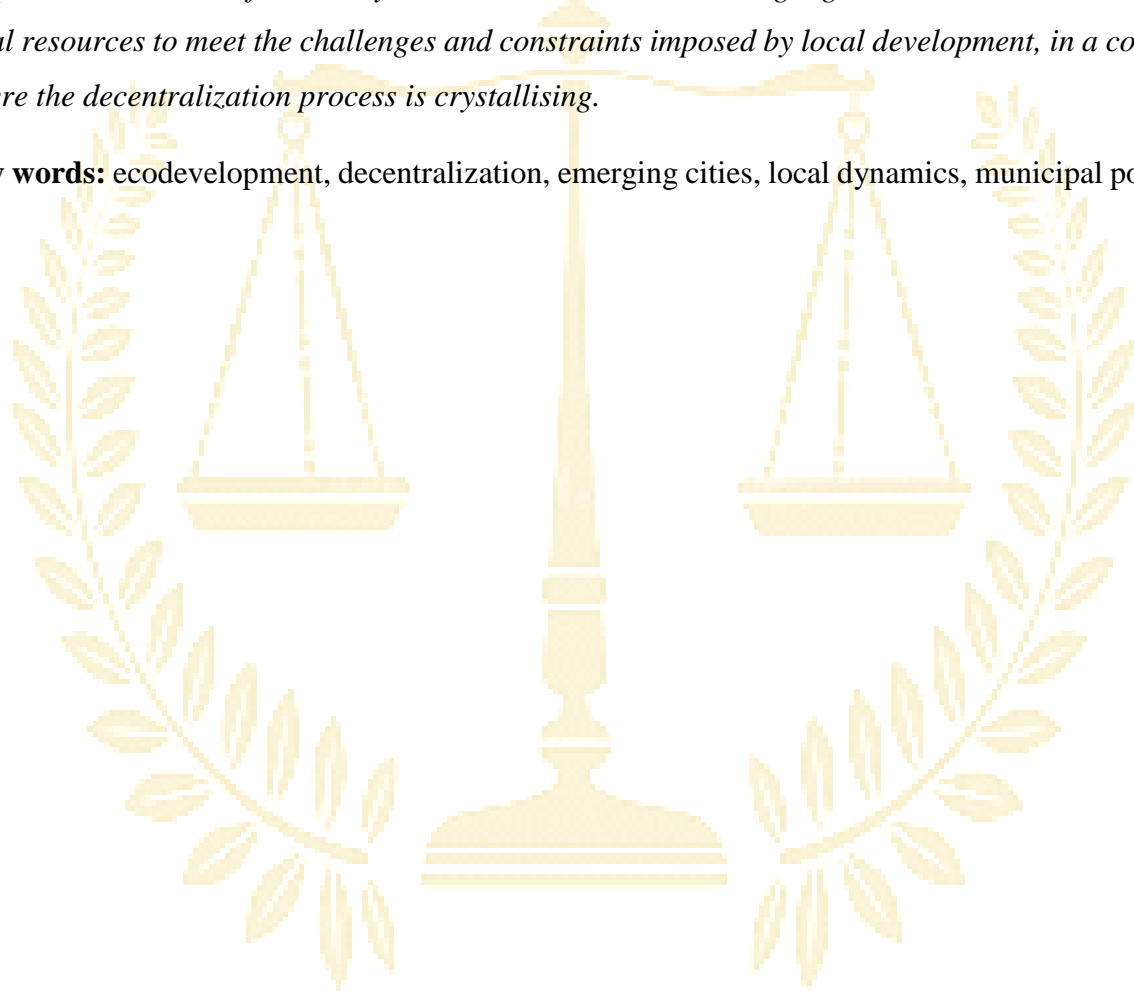 al resources to meet the challenges and constraints imposed by local development, in a co
ere the decentralization process is crystallising.
y words: ecodevelopment, decentralization, emerging cities, local dynamics, municipal po